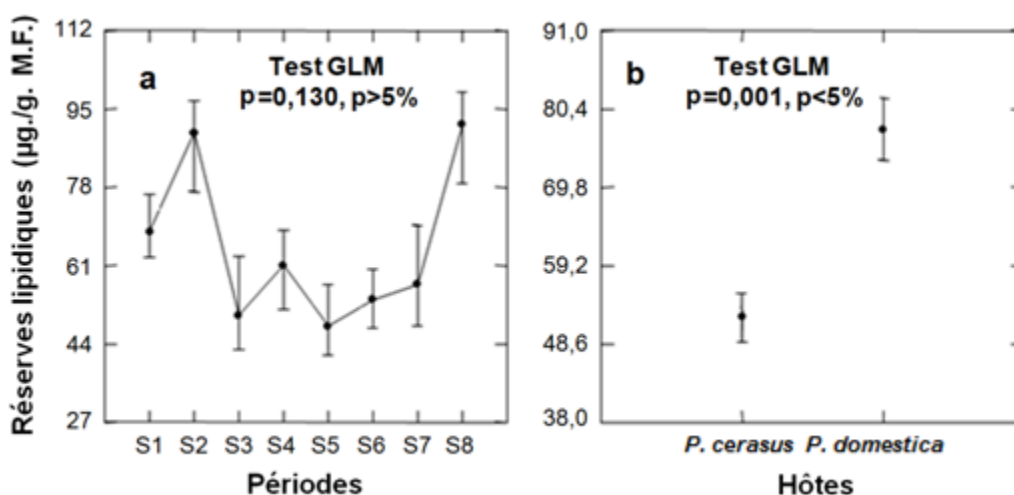 Réserves lipidiques (µg./g. M.F.)
112
95
78
61
44
27
a
Test GLM
p=0,130, p>5%
S1 S2 S3 S4 S5 S6 S7 S8
Périodes
91,0
80,4
69,8
59,2
48,6
38,0
b
Test GLM
p=0,001, p<5%
P. cerasus P. domestica
Hôtes